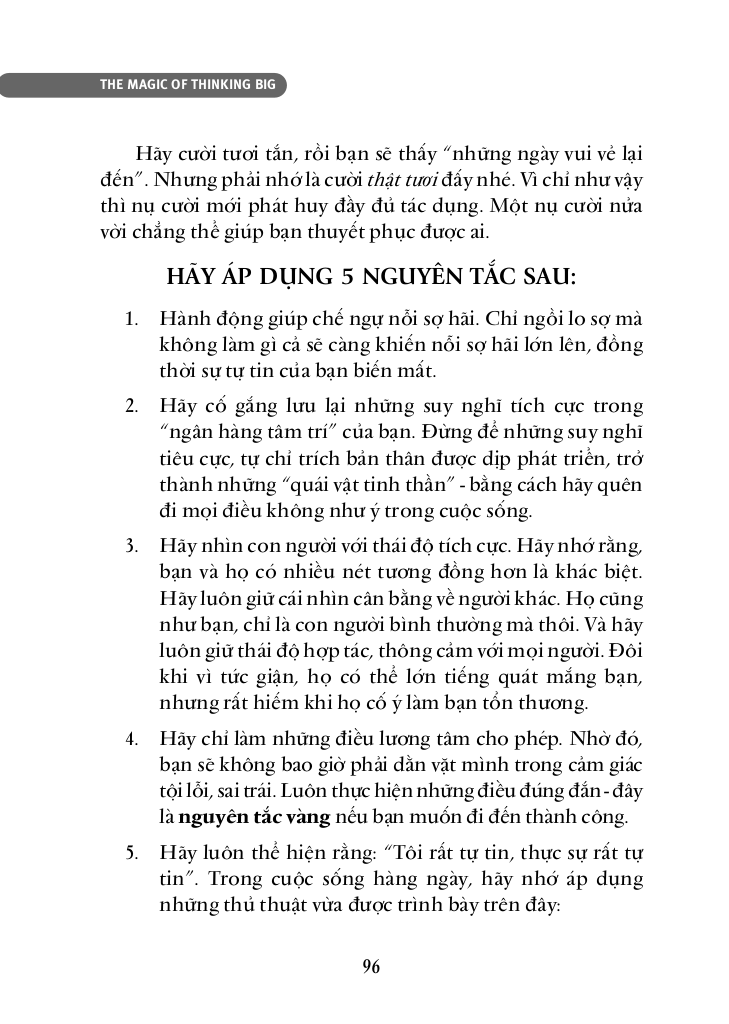 THE MAGIC OF THINKING BIG
Hãy cười tươi tắn, rồi bạn sẽ thấy “những ngày vui vẻ lại
đến”. Nhưng phải nhớ là cười thật tươi đấy nhé. Vì chỉ như vậy
thì nụ cười mới phát huy đầy đủ tác dụng. Một nụ cười nửa
vời chẳng thể giúp bạn thuyết phục được ai.
HÃY ÁP DỤNG 5 NGUYÊN TẮC SAU:
1. Hành động giúp chế ngự nỗi sợ hãi. Chỉ ngồi lo sợ mà
không làm gì cả sẽ càng khiến nỗi sợ hãi lớn lên, đồng
thời sự tự tin của bạn biến mất.
2. Hãy cố gắng lưu lại những suy nghĩ tích cực trong
“ngân hàng tâm trí” của bạn. Đừng để những suy nghĩ
tiêu cực, tự chỉ trích bản thân được dịp phát triển, trở
thành những “quái vật tinh thần” - bằng cách hãy quên
đi mọi điều không như ý trong cuộc sống.
3. Hãy nhìn con người với thái độ tích cực. Hãy nhớ rằng,
bạn và họ có nhiều nét tương đồng hơn là khác biệt.
Hãy luôn giữ cái nhìn cân bằng về người khác. Họ cũng
như bạn, chỉ là con người bình thường mà thôi. Và hãy
luôn giữ thái độ hợp tác, thông cảm với mọi người. Đôi
khi vì tức giận, họ có thể lớn tiếng quát mắng bạn,
nhưng rất hiếm khi họ cố ý làm bạn tổn thương.
4. Hãy chỉ làm những điều lương tâm cho phép. Nhờ đó,
bạn sẽ không bao giờ phải dằn vặt mình trong cảm giác
tội lỗi, sai trái. Luôn thực hiện những điều đúng đắn - đây
là nguyên tắc vàng nếu bạn muốn đi đến thành công.
5. Hãy luôn thể hiện rằng: “Tôi rất tự tin, thực sự rất tự
tin”. Trong cuộc sống hàng ngày, hãy nhớ áp dụng
những thủ thuật vừa được trình bày trên đây:
96